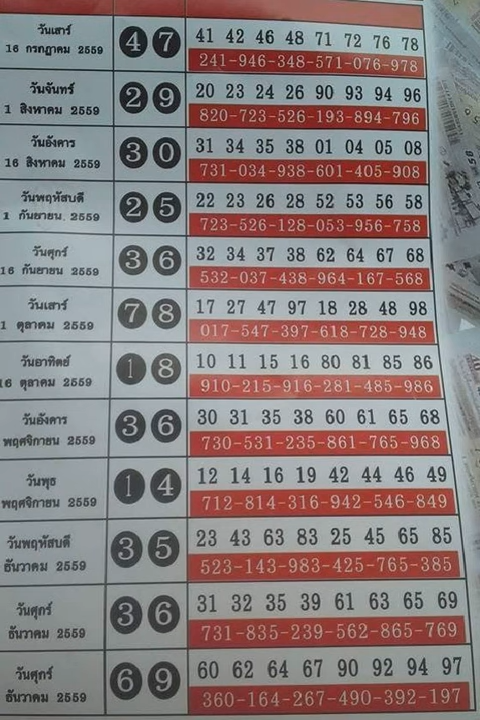 วันเสาร์
16 กรกฎาคม 2559
4 7
41 42 46 48 71 72 76 78
241-946-348-571-076-978
วันจันทร์
1 สิงหาคม 2559
2 9
20 23 24 26 90 93 94 96
820-723-526-193-894-796
วันอังคาร
16 สิงหาคม 2559
3 0
31 34 35 38 01 04 05 08
731-034-938-601-405-908
วันพฤหัสบดี
1 กันยายน 2559
2 5
22 23 26 28 52 53 56 58
723-526-128-053-956-758
วันศุกร์
16 กันยายน 2559
3 6
32 34 37 38 62 64 67 68
532-037-438-964-167-568
วันเสาร์
1 ตุลาคม 2559
7 8
17 27 47 97 18 28 48 98
017-547-397-618-728-948
วันอาทิตย์
16 ตุลาคม 2559
1 8
10 11 15 16 80 81 85 86
910-215-916-281-485-986
วันอังคาร
พฤศจิกายน 2559
3 6
30 31 35 38 60 61 65 68
730-531-235-861-765-968
วันพุธ
พฤศจิกายน 2559
1 4
12 14 16 19 42 44 46 49
712-814-316-942-546-849
วันพฤหัสบดี
ธันวาคม 2559
3 5
23 43 63 83 25 45 65 85
523-143-983-425-765-385
วันศุกร์
ธันวาคม 2559
3 6
31 32 35 39 61 63 65 69
731-835-239-562-865-769
วันศุกร์
ธันวาคม 2559
6 9
60 62 64 67 90 92 94 97
360-164-267-490-392-197